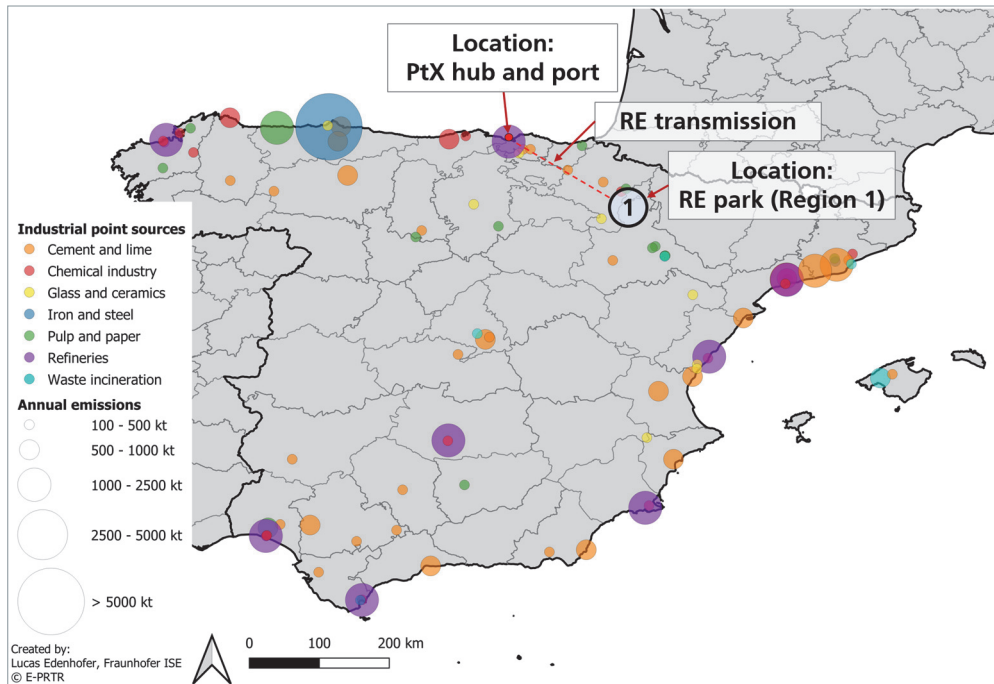 Location:
PtX hub and port
RE transmission
Location:
RE park (Region 1)
1
Industrial point sources
Cement and lime
Chemical industry
Glass and ceramics
Iron and steel
Pulp and paper
Refineries
Waste incineration
Annual emissions
100 - 500 kt
500 - 1000 kt
1000 - 2500 kt
2500 - 5000 kt
> 5000 kt
Created by:
Lucas Edenhofer, Fraunhofer ISE
© E-PRTR
0 100 200 km